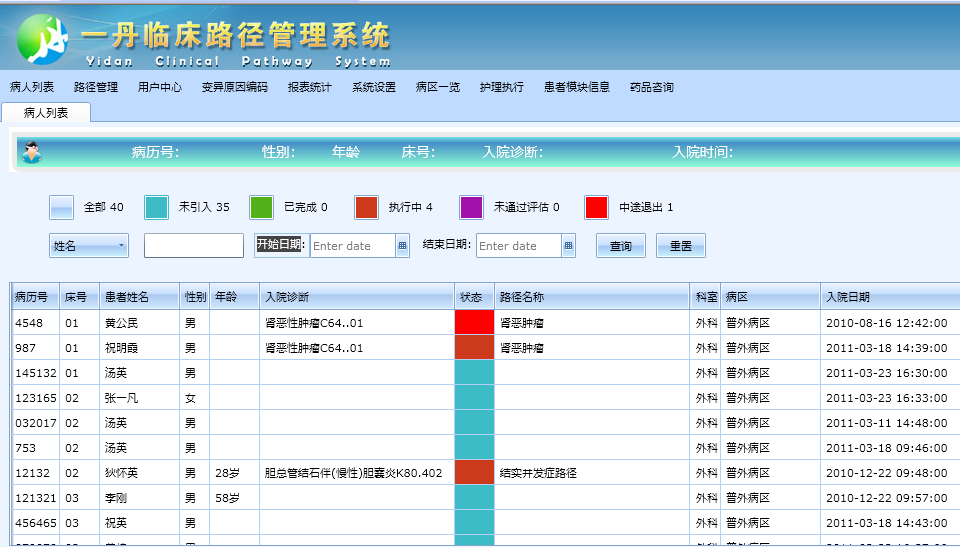 一丹临床路径管理系统
Yidan Clinical Pathway System
病人列表 路径管理 用户中心 变异原因编码 报表统计 系统设置 病区一览 护理执行 患者模块信息 药品咨询
病人列表
病历号: 性别: 年龄 床号: 入院诊断: 入院时间:
全部 40 未引入 35 已完成 0 执行中 4 未通过评估 0 中途退出 1
姓名 开始日期: Enter date 结束日期: Enter date 查询 重置
病历号 床号 患者姓名 性别 年龄 入院诊断 状态 路径名称 科室 病区 入院日期
4548 01 黄公民 男 肾恶性肿瘤C64..01 肾恶肿瘤 外科 普外病区 2010-08-16 12:42:00
987 01 祝明霞 男 肾恶性肿瘤C64..01 肾恶肿瘤 外科 普外病区 2011-03-18 14:39:00
145132 01 汤英 男 外科 普外病区 2011-03-23 16:30:00
123165 02 张一凡 女 外科 普外病区 2011-03-23 16:33:00
032017 02 汤英 男 外科 普外病区 2011-03-11 14:48:00
753 02 汤英 男 外科 普外病区 2011-03-18 09:46:00
12132 02 狄怀英 男 28岁 胆总管结石伴(慢性)胆囊炎K80.402 结实并发症路径 外科 普外病区 2010-12-22 09:48:00
121321 03 李刚 男 58岁 外科 普外病区 2010-12-22 09:57:00
456465 03 祝英 男 外科 普外病区 2011-03-18 14:43:00